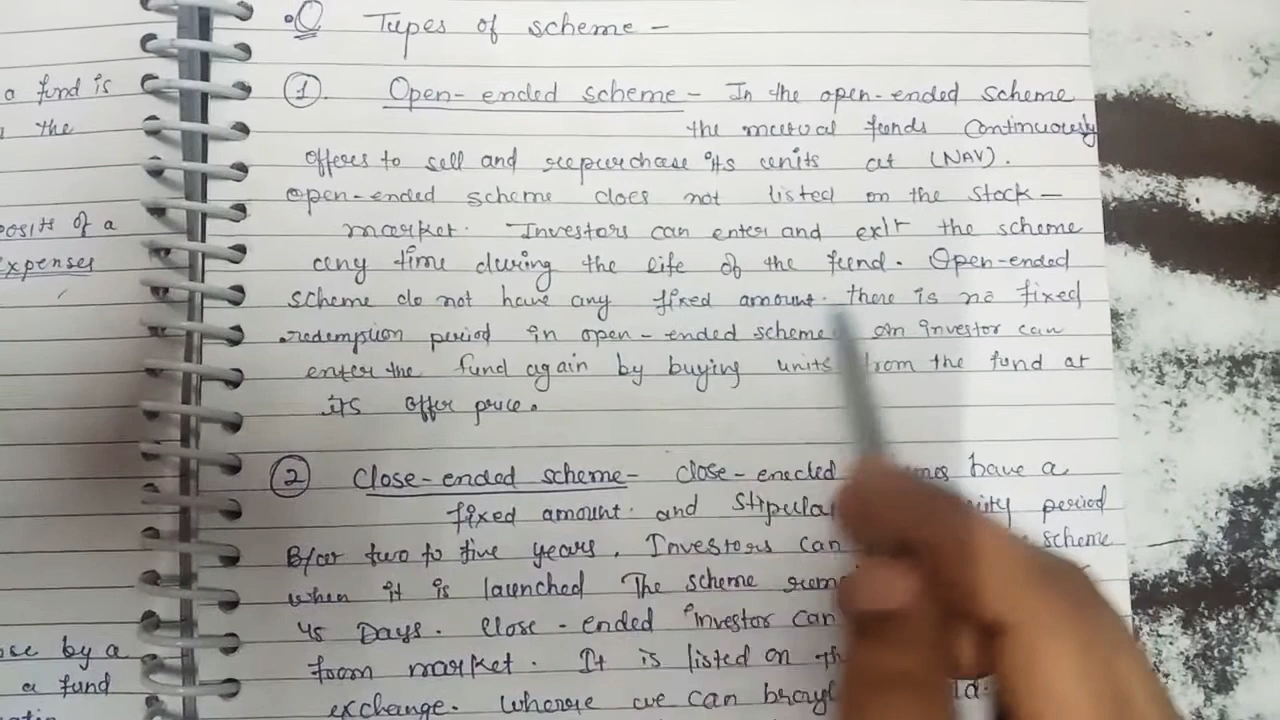 a fund is
the
osits of a
xpenses
se by a
a fund
Q Types of scheme -
1. Open-ended scheme - In the open-ended scheme
the mutual funds continuously
offers to sell and repurchase its units at (NAV).
open-ended scheme does not listed on the stock-
market. Investors can enter and exit the scheme
any time during the life of the fund. Open-ended
scheme do not have any fixed amount. there is no fixed
redemption period in open-ended scheme. an investor can
enter the fund again by buying units from the fund at
its offer price.
2 Close-ended scheme - close-ended have a
fixed amount. and period
B/w two to five years. Investors can scheme
when it is launched The scheme
45 Days. close-ended investor can
from market. It is listed on
exchange. where we can